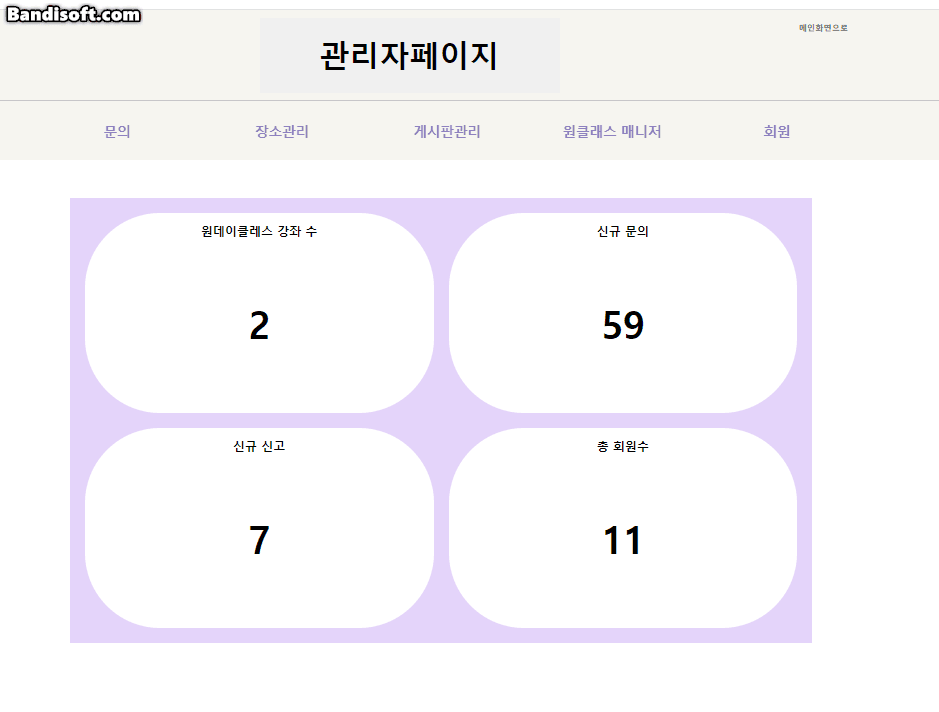 Bandisoft.com
관리자페이지
메인화면으로
문의 장소관리 게시판관리 원클래스 매니저 회원
원데이클레스 강좌 수
2
신규 문의
59
신규 신고
7
총 회원수
11